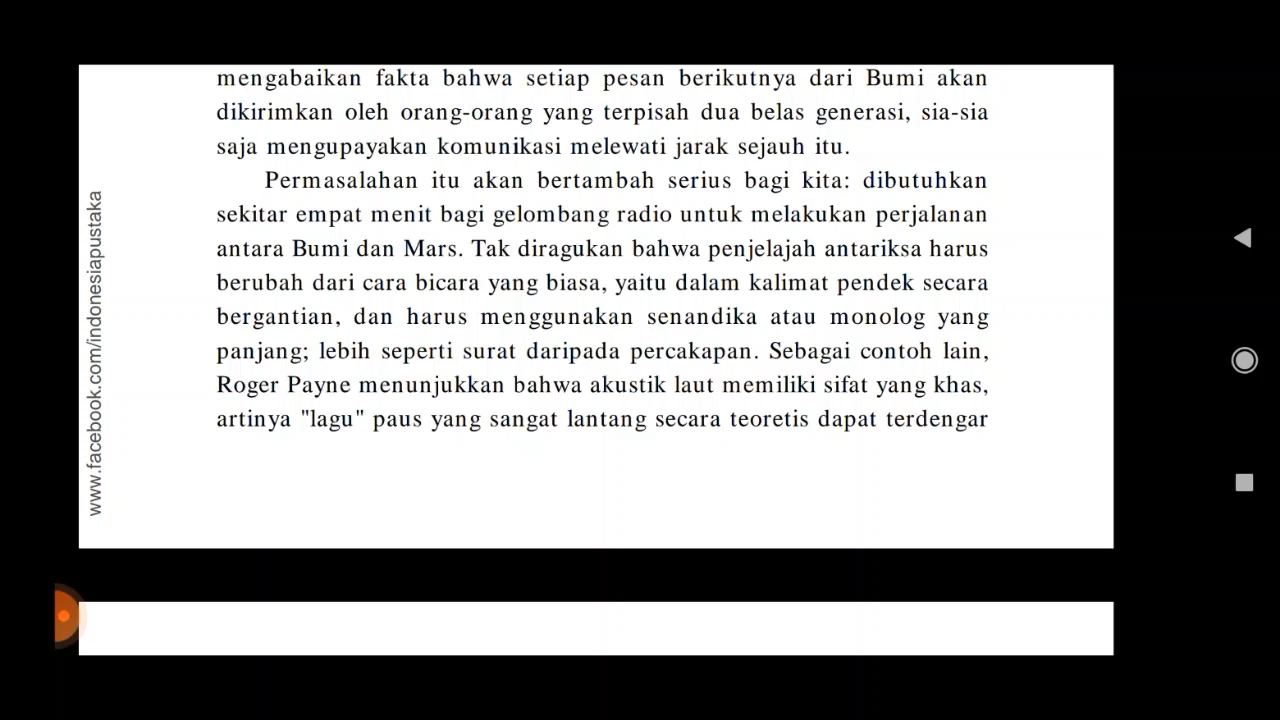 mengabaikan fakta bahwa setiap pesan berikutnya dari Bumi akan
dikirimkan oleh orang-orang yang terpisah dua belas generasi, sia-sia
saja mengupayakan komunikasi melewati jarak sejauh itu.
Permasalahan itu akan bertambah serius bagi kita: dibutuhkan
sekitar empat menit bagi gelombang radio untuk melakukan perjalanan
antara Bumi dan Mars. Tak diragukan bahwa penjelajah antariksa harus
berubah dari cara bicara yang biasa, yaitu dalam kalimat pendek secara
bergantian, dan harus menggunakan senandika atau monolog yang
panjang; lebih seperti surat daripada percakapan. Sebagai contoh lain,
Roger Payne menunjukkan bahwa akustik laut memiliki sifat yang khas,
artinya "lagu" paus yang sangat lantang secara teoretis dapat terdengar
www.facebook.com/indonesiapustaka